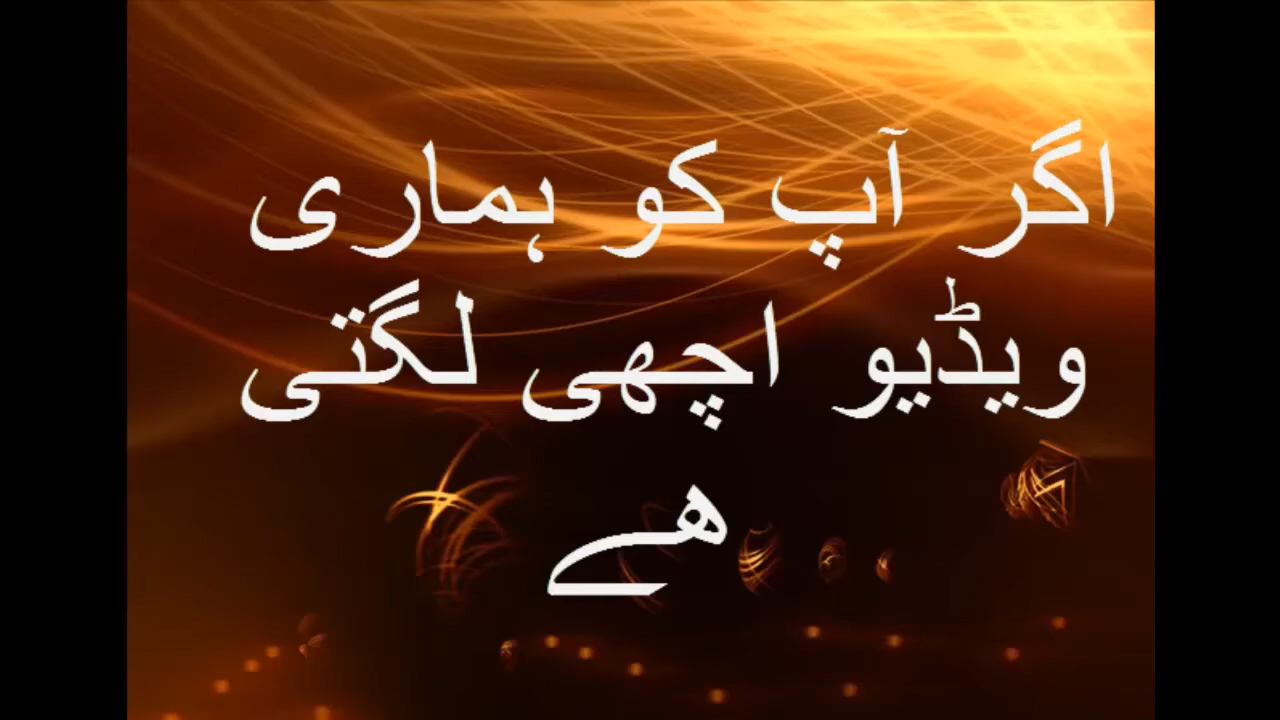 اگر آپ کو ہماری
ویڈیو اچھی لگتی
ھے